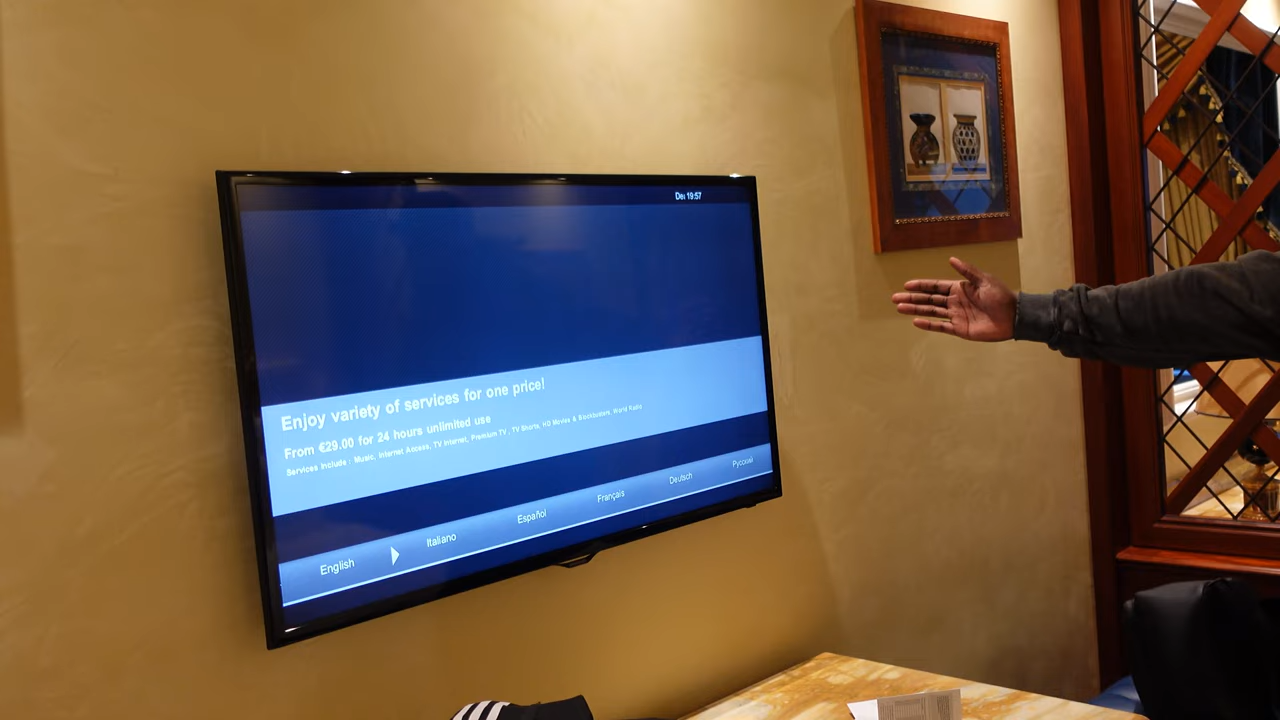 19:57
Enjoy variety of services for one price!
From €29.00 for 24 hours unlimited use
Services Include : Music, Internet Access, TV Internet, Premium TV , TV Shorts, HD Movies & Blockbusters, World Radio
English Italiano Español Français Deutsch Русский